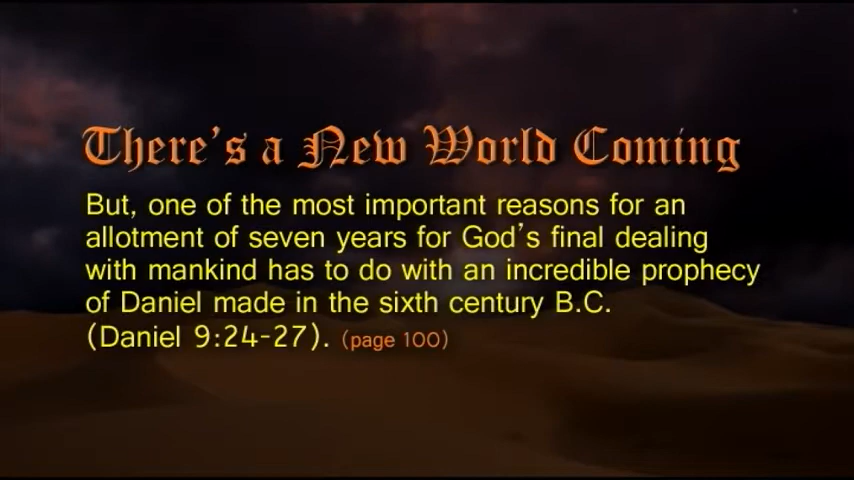 There's a New World Coming
But, one of the most important reasons for an
allotment of seven years for God's final dealing
with mankind has to do with an incredible prophecy
of Daniel made in the sixth century B.C.
(Daniel 9:24-27). (page 100)